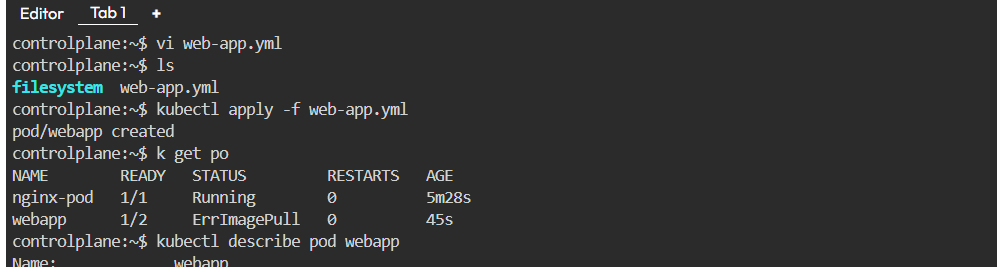 Editor Tab 1 +
controlplane:~$ vi web-app.yml
controlplane:~$ ls
filesystem web-app.yml
controlplane:~$ kubectl apply -f web-app.yml
pod/webapp created
controlplane:~$ k get po
NAME READY STATUS RESTARTS AGE
nginx-pod 1/1 Running 0 5m28s
webapp 1/2 ErrImagePull 0 45s
controlplane:~$ kubectl describe pod webapp
Name: webapp